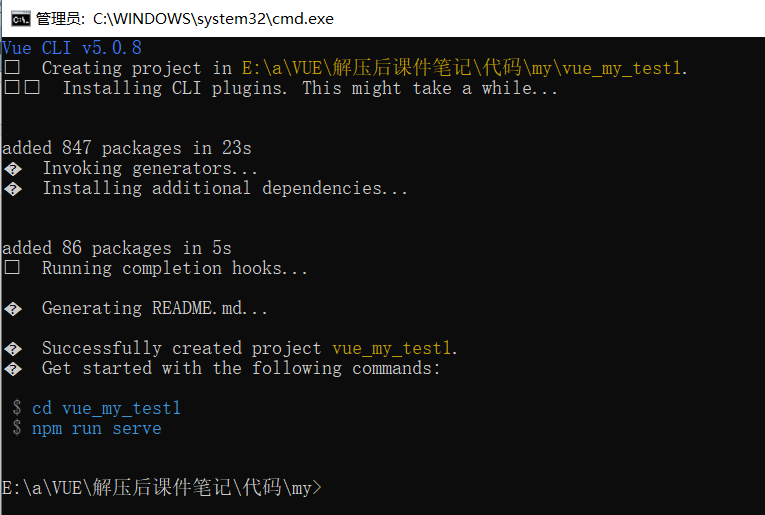 管理员: C:\WINDOWS\system32\cmd.exe
Vue CLI v5.0.8
Creating project in E:\a\VUE\解压后课件笔记\代码\my\vue_my_test1.
Installing CLI plugins. This might take a while...
added 847 packages in 23s
� Invoking generators...
� Installing additional dependencies...
added 86 packages in 5s
Running completion hooks...
� Generating README.md...
� Successfully created project vue_my_test1.
� Get started with the following commands:
$ cd vue_my_test1
$ npm run serve
E:\a\VUE\解压后课件笔记\代码\my>